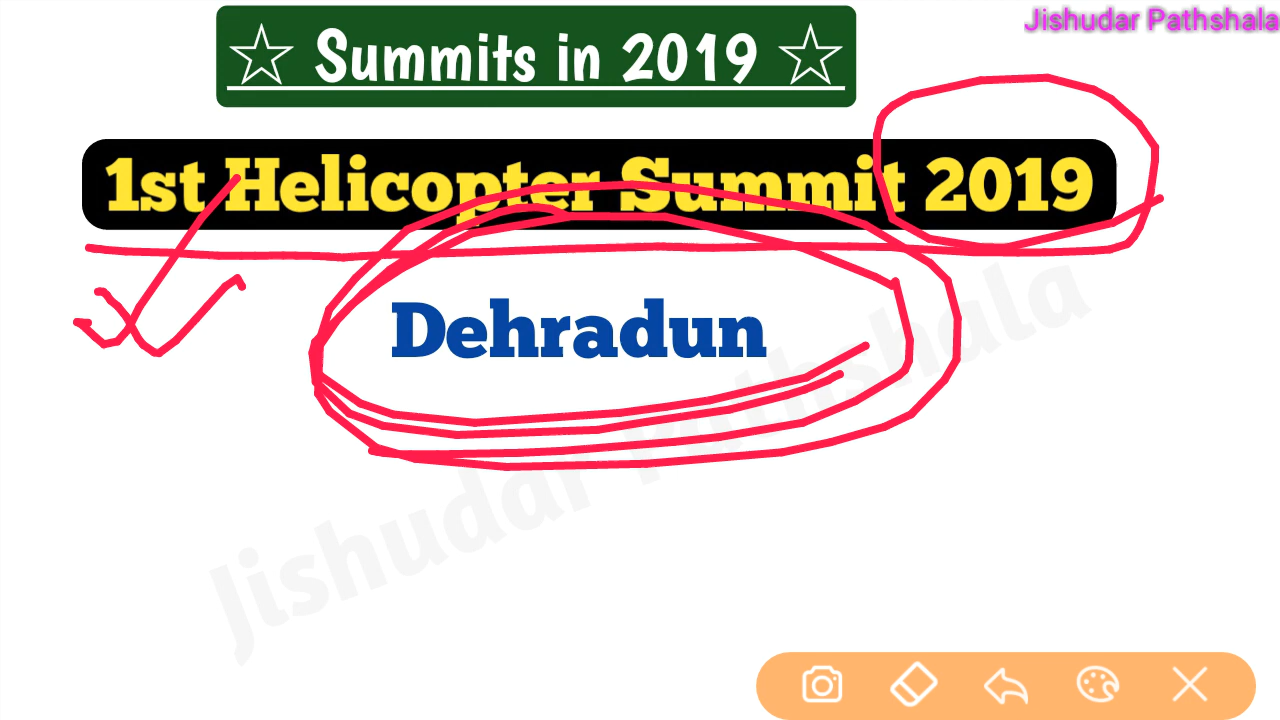 Jishudar Pathshala
☆ Summits in 2019 ☆
1st Helicopter Summit 2019
Dehradun
Jishudar Pathshala